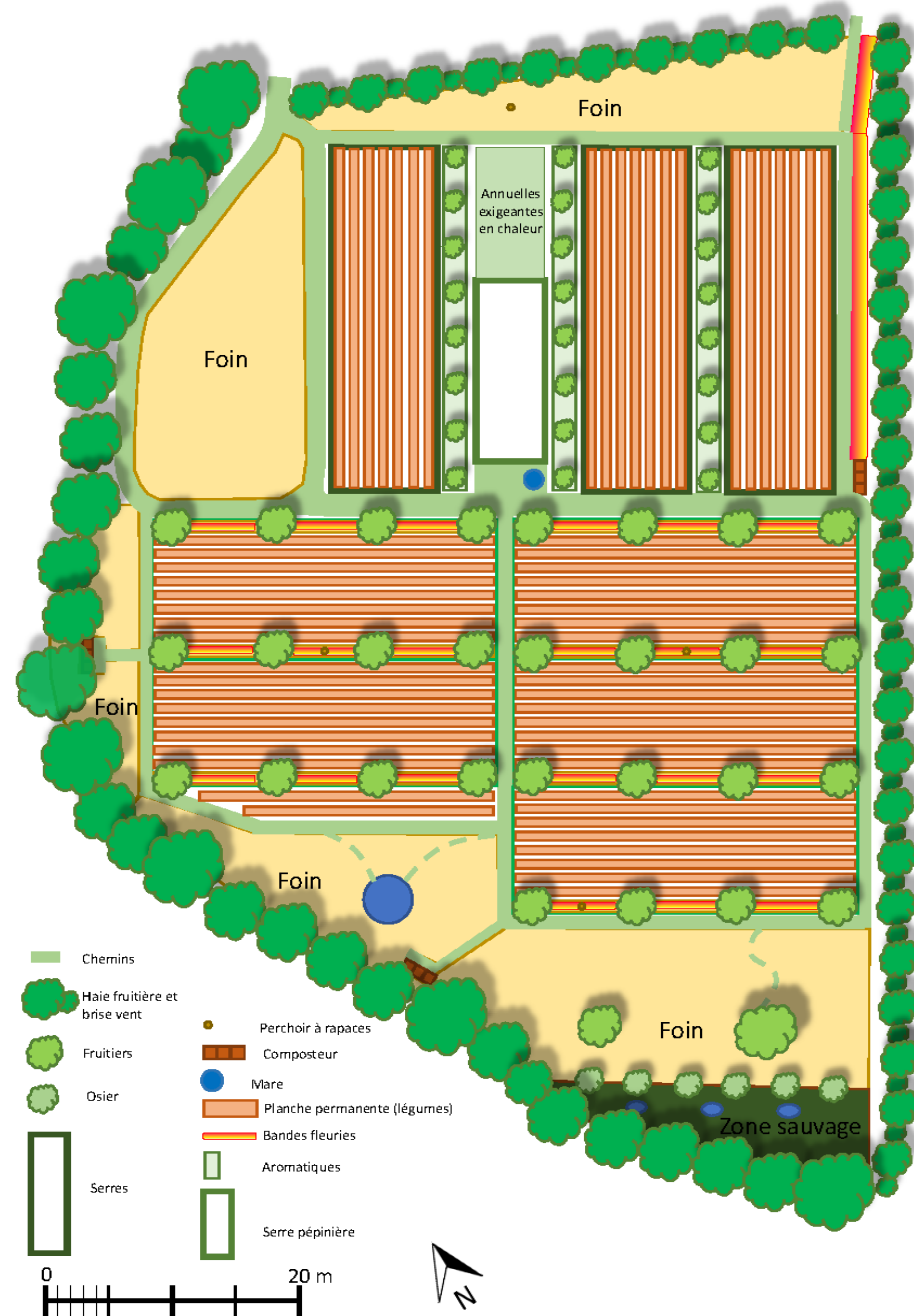 Foin
Annuelles
exigeantes
en chaleur
Foin
Foin
Foin
Foin
Zone sauvage
Chemins
Haie fruitière et
brise vent
Fruitiers
Osier
Serres
Perchoir à rapaces
Composteur
Mare
Planche permanente (légumes)
Bandes fleuries
Aromatiques
Serre pépinière
0
20 m
N